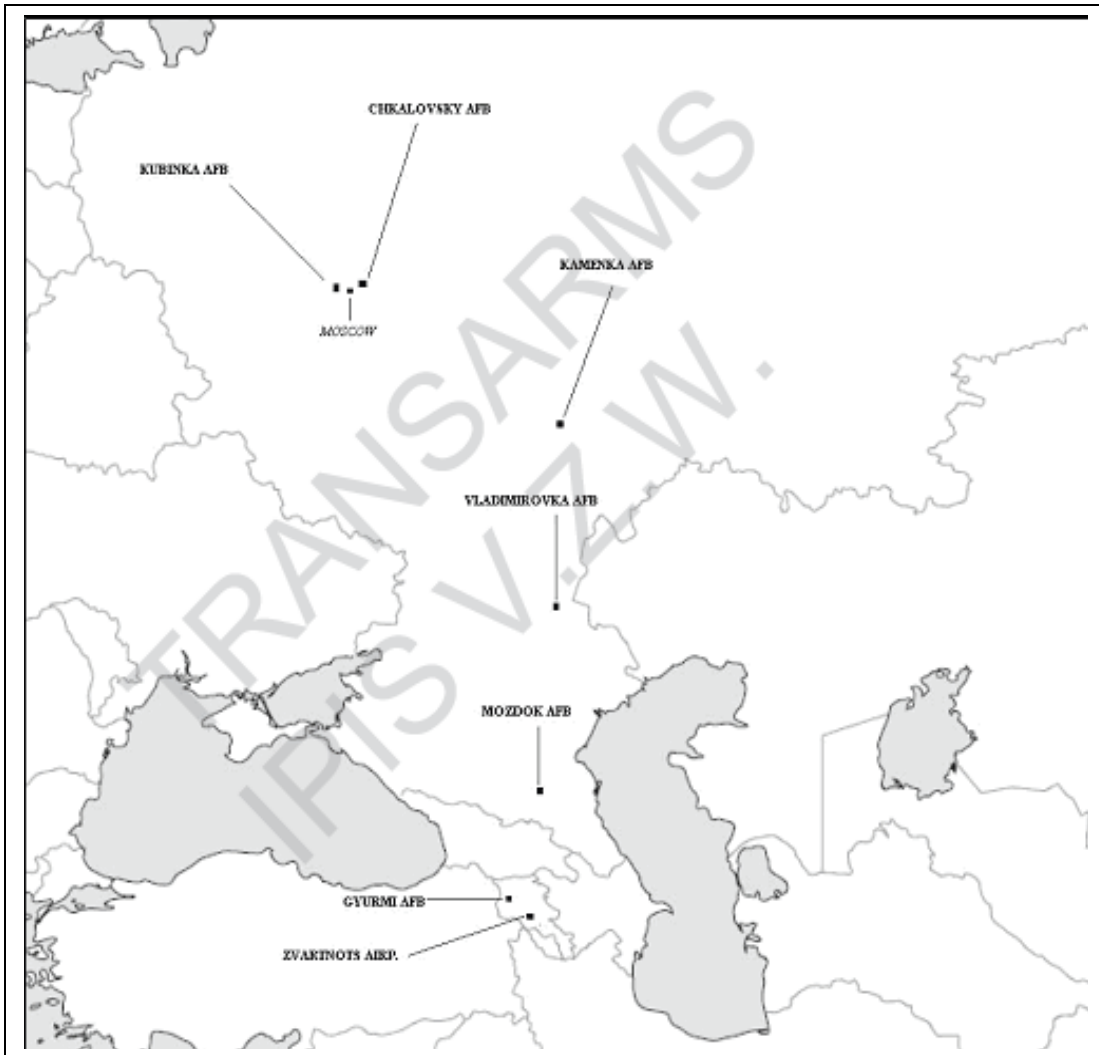 CHKALOVSKY AFB
KUBINKA AFB
KAMENKA AFB
MOSCOW
VLADIMIROVKA AFB
MOZDOK AFB
GYURMI AFB
ZVARTNOTS AIRP.
TRANSARMS
IPIS V.Z.W.